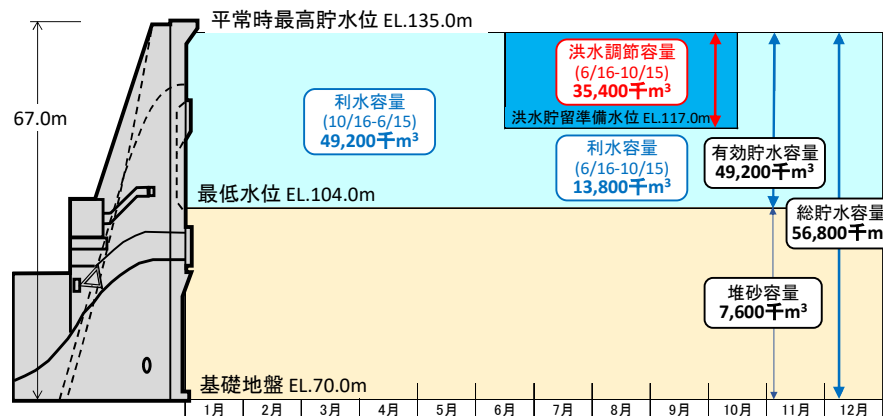 平常時最高貯水位 EL.135.0m
67.0m
洪水調節容量
(6/16-10/15)
35,400千m³
利水容量
(10/16-6/15)
49,200千m³
洪水貯留準備水位 EL.117.0m
利水容量
(6/16-10/15)
13,800千m³
有効貯水容量
49,200千m³
最低水位 EL.104.0m
総貯水容量
56,800千m
堆砂容量
7,600千m³
基礎地盤 EL.70.0m
1月 2月 3月 4月 5月 6月 7月 8月 9月 10月 11月 12月